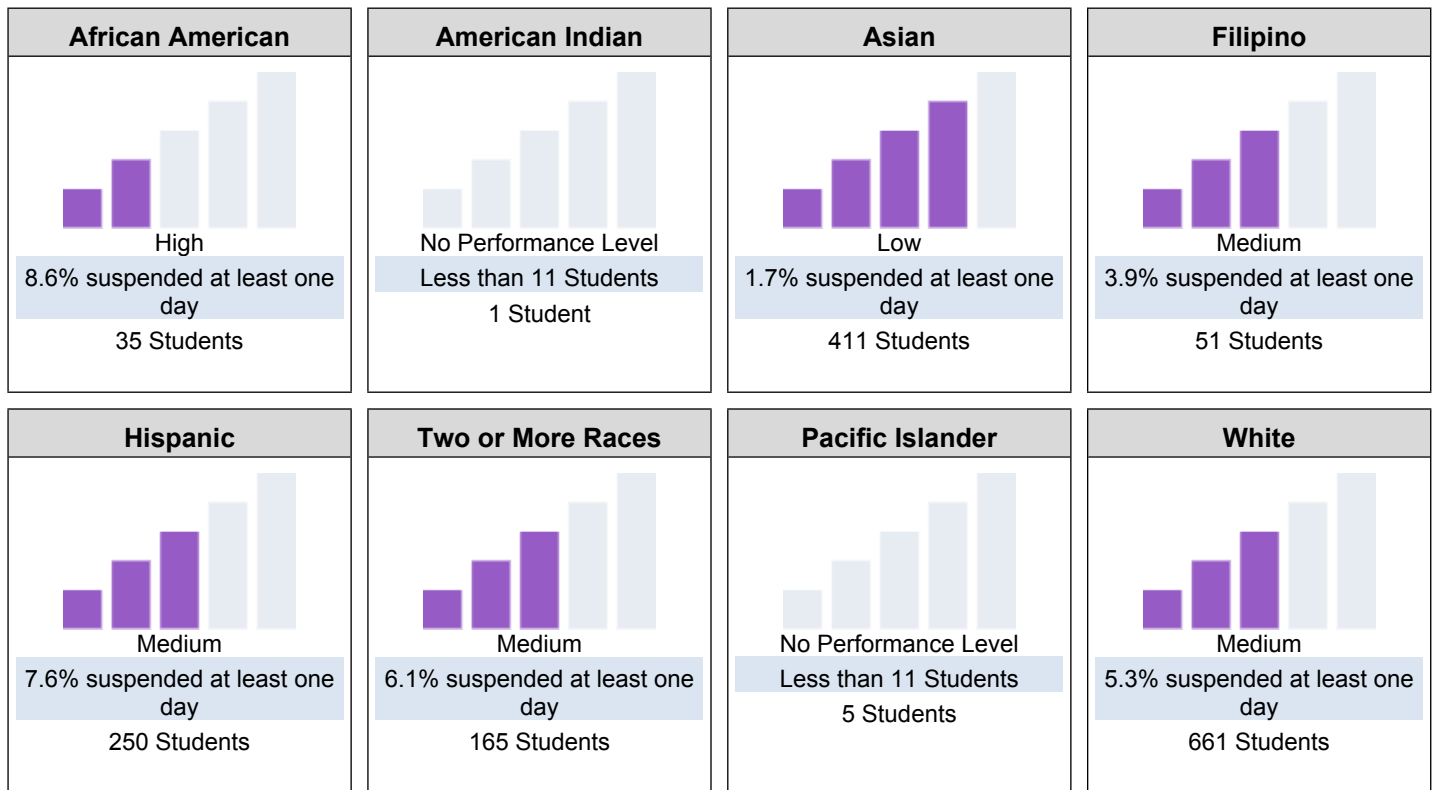 African American
High
8.6% suspended at least one
day
35 Students
American Indian
No Performance Level
Less than 11 Students
1 Student
Asian
Low
1.7% suspended at least one
day
411 Students
Filipino
Medium
3.9% suspended at least one
day
51 Students
Hispanic
Medium
7.6% suspended at least one
day
250 Students
Two or More Races
Medium
6.1% suspended at least one
day
165 Students
Pacific Islander
No Performance Level
Less than 11 Students
5 Students
White
Medium
5.3% suspended at least one
day
661 Students